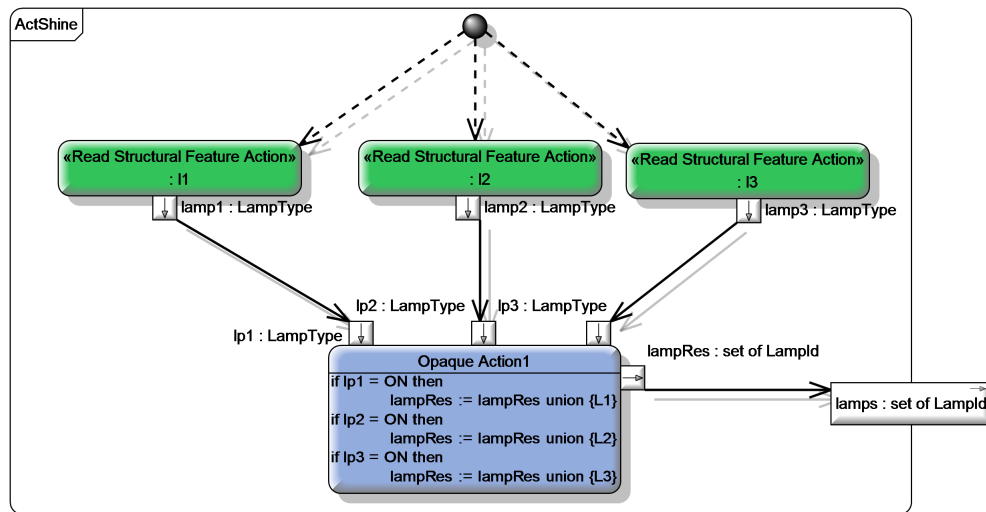 ActShine
«Read Structural Feature Action»
: l1
«Read Structural Feature Action»
: l2
«Read Structural Feature Action»
: l3
lamp1 : LampType
lamp2 : LampType
lamp3 : LampType
lp2 : LampType
lp3 : LampType
lp1 : LampType
lampRes : set of LampId
Opaque Action1
if lp1 = ON then
lampRes := lampRes union {L1}
if lp2 = ON then
lampRes := lampRes union {L2}
if lp3 = ON then
lampRes := lampRes union {L3}
lamps : set of LampId